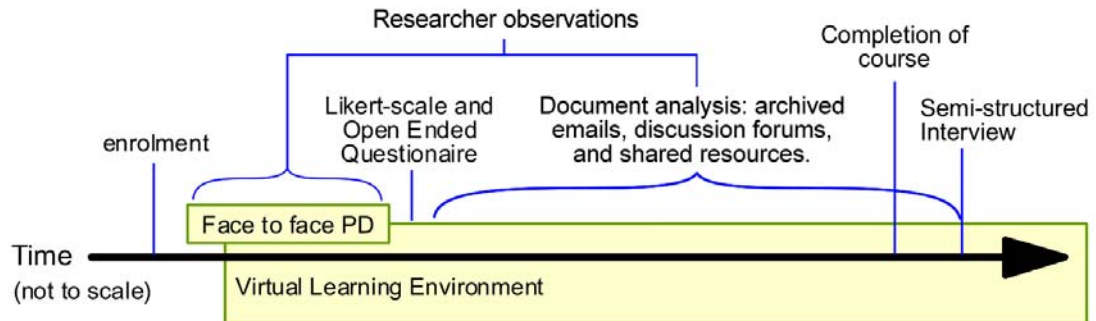 Researcher observations
Completion of
course
Likert-scale and
Open Ended
Questionaire
Document analysis: archived
emails, discussion forums,
and shared resources.
Semi-structured
Interview
enrolment
Face to face PD
Time
(not to scale)
Virtual Learning Environment